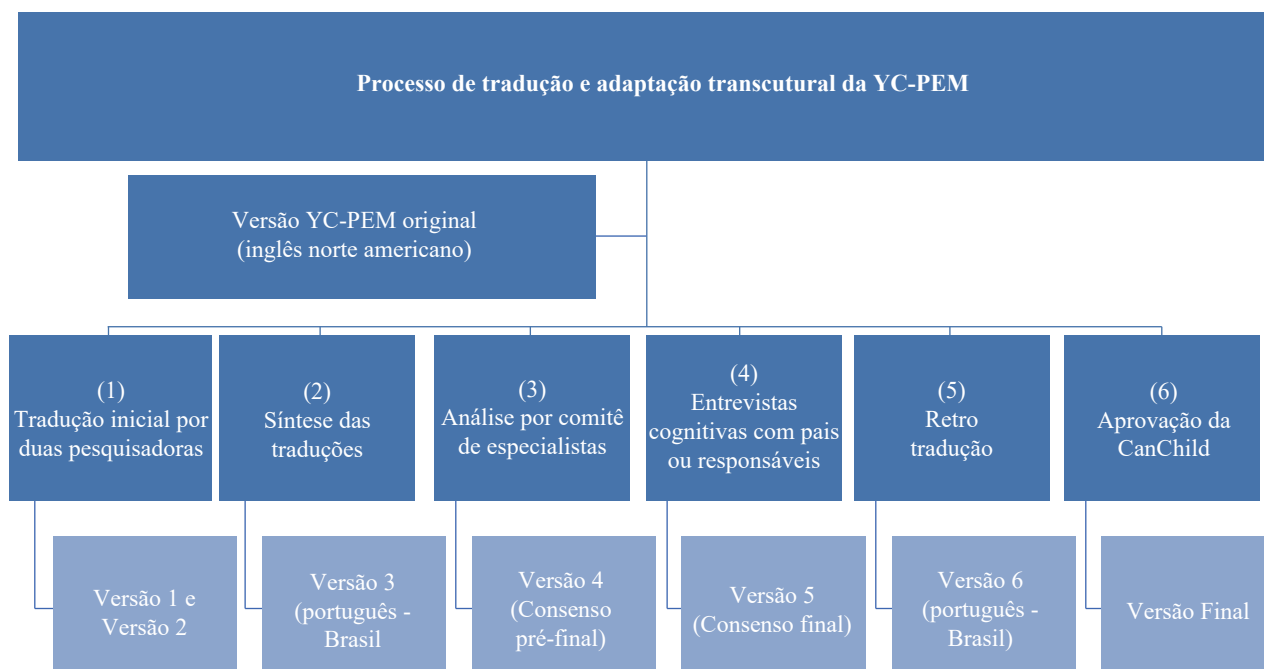 Processo de tradução e adaptação transcutural da YC-PEM
Versão YC-PEM original
(inglês norte americano)
(1)
Tradução inicial por
duas pesquisadoras
(2)
Síntese das
traduções
(3)
Análise por comitê
de especialistas
(4)
Entrevistas
cognitivas com pais
ou responsáveis
(5)
Retro
tradução
(6)
Aprovação da
CanChild
Versão 1 e
Versão 2
Versão 3
(português -
Brasil
Versão 4
(Consenso
pré-final)
Versão 5
(Consenso final)
Versão 6
(português -
Brasil)
Versão Final